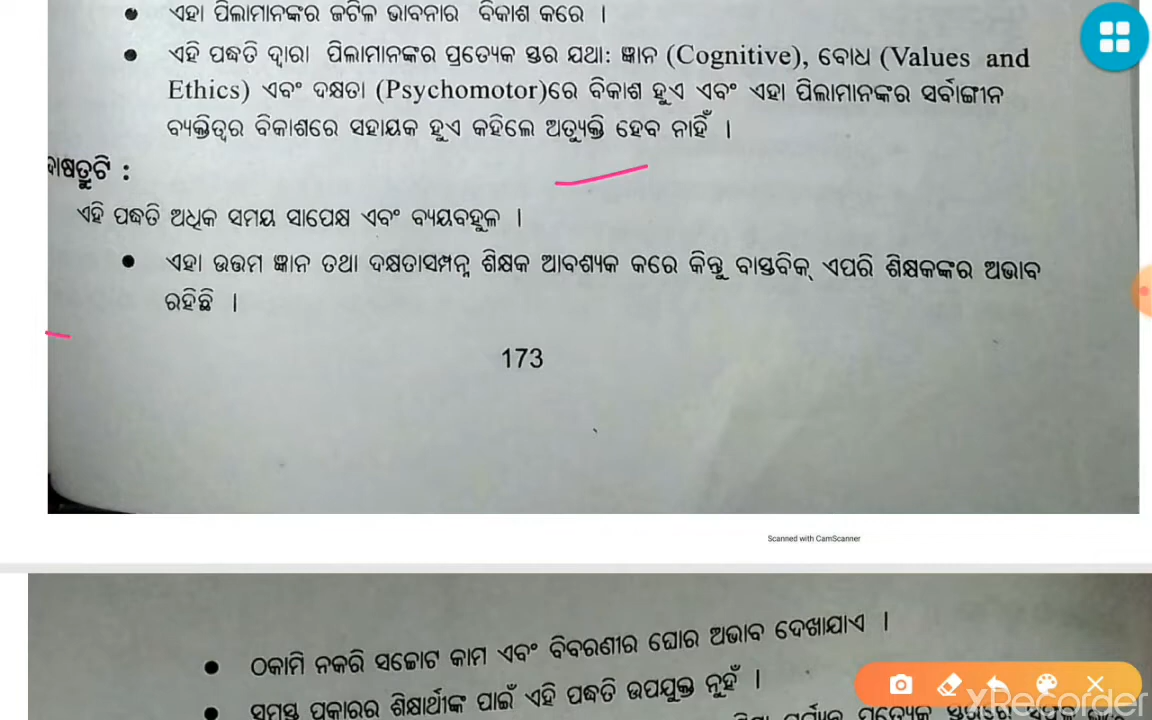 ଏହା ପିଲାମାନଙ୍କର ଜଟିଳ ଭାବନାର ବିକାଶ କରେ ।
ଏହି ପଦ୍ଧତି ଦ୍ୱାରା ପିଲାମାନଙ୍କର ପ୍ରତ୍ୟେକ ସ୍ତର ଯଥା: ଜ୍ଞାନ (Cognitive), ବୋଧ (Values and
Ethics) ଏବଂ ଦକ୍ଷତା (Psychomotor)ରେ ବିକାଶ ହୁଏ ଏବଂ ଏହା ପିଲାମାନଙ୍କର ସର୍ବାଙ୍ଗୀନ
ବ୍ୟକ୍ତିତ୍ୱର ବିକାଶରେ ସହାୟକ ହୁଏ କହିଲେ ଅତ୍ୟୁକ୍ତି ହେବ ନାହିଁ ।
ଷତ୍ରୁଟି :
ଏହି ପଦ୍ଧତି ଅଧିକ ସମୟ ସାପେକ୍ଷ ଏବଂ ବ୍ୟୟବହୁଳ ।
ଏହା ଉତ୍ତମ ଜ୍ଞାନ ତଥା ଦକ୍ଷତାସମ୍ପନ୍ନ ଶିକ୍ଷକ ଆବଶ୍ୟକ କରେ କିନ୍ତୁ ବାସ୍ତବିକ୍ ଏପରି ଶିକ୍ଷକଙ୍କର ଅଭାବ
ରହିଛି ।
173
Scanned with CamScanner
ଠକାମି ନକରି ସଚ୍ଚୋଟ କାମ ଏବଂ ବିବରଣୀର ଘୋର ଅଭାବ ଦେଖାଯାଏ ।
ସମସ୍ତ ପ୍ରକାରର ଶିକ୍ଷାର୍ଥୀଙ୍କ ପାଇଁ ଏହି ପଦ୍ଧତି ଉପଯୁକ୍ତ ନୁହଁ ।
XRecorder